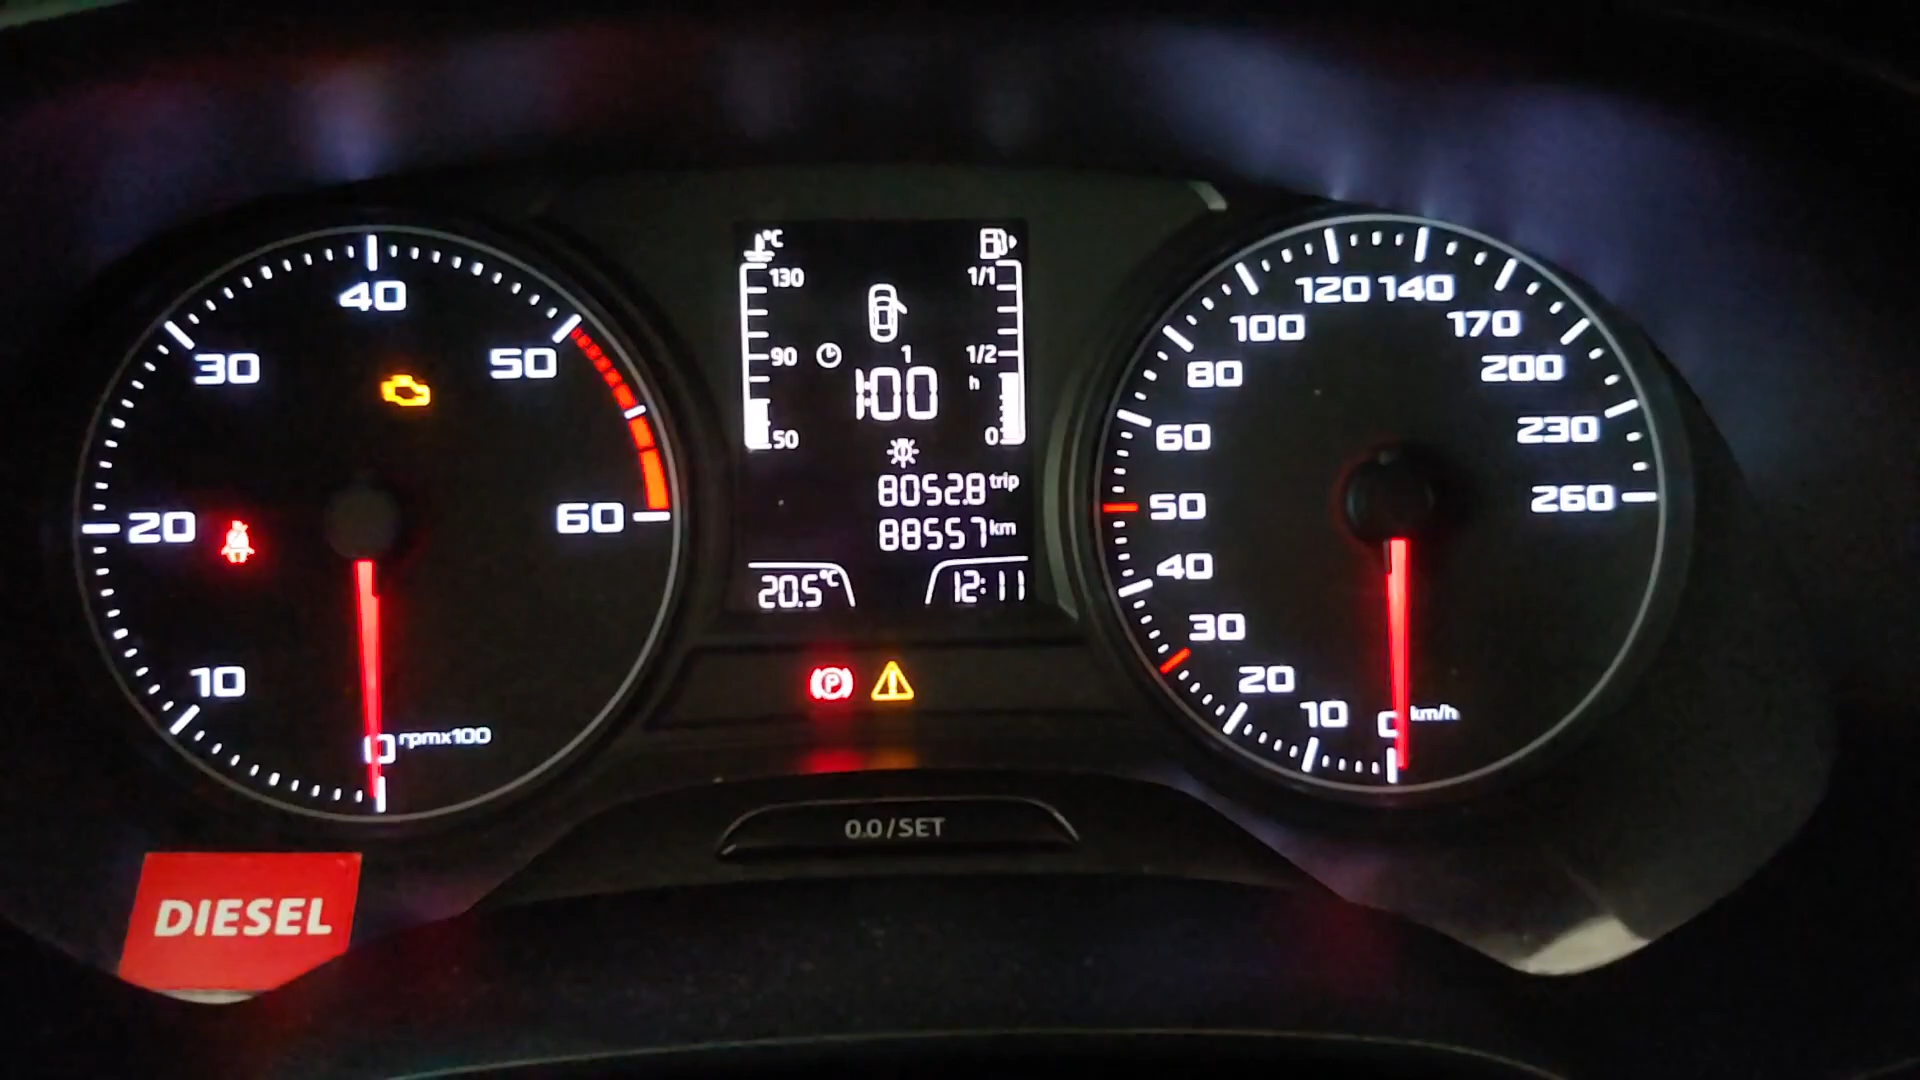 40
30
50
20
60
10
0 rpmx100
°C
130
90
50
1/1
1/2
h
0
1
1:00
8052.8 trip
88557 km
20.5°C
12:11
P
120
140
100
170
80
200
60
230
50
260
40
30
20
10
0 km/h
0.0/SET
DIESEL